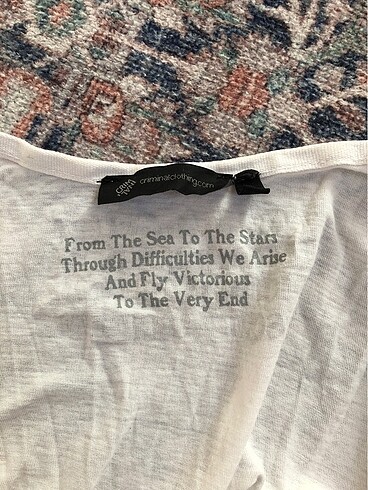 CRIMINAL
criminalclothing.com
From The Sea To The Stars
Through Difficulties We Arise
And Fly Victorious
To The Very End